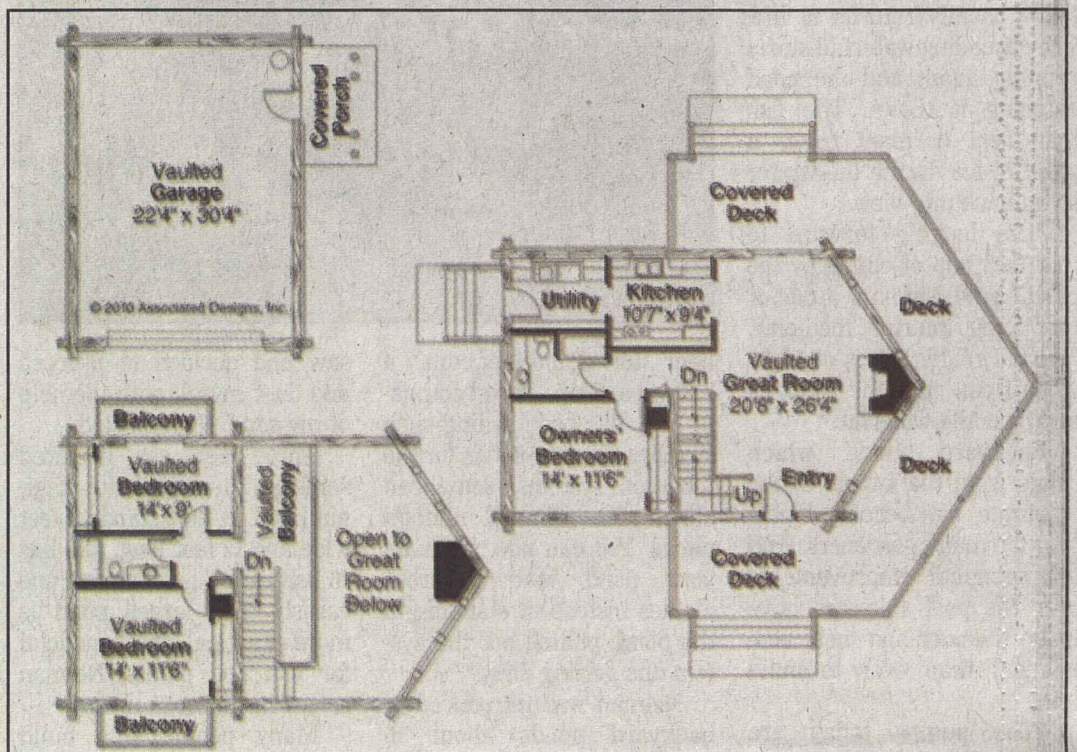 Vaulted
Garage
22'4" x 30'4"
© 2010 Associated Designs, Inc.
Covered
Porch
Covered
Deck
Utility
Kitchen
10'7" x 9'4"
Deck
Vaulted
Great Room
20'6" x 26'4"
Dn
Owners'
Bedroom
14' x 11'6"
Up
Entry
Deck
Covered
Deck
Balcony
Vaulted
Bedroom
14' x 9'
Vaulted
Balcony
Dn
Open to
Great
Room
Below
Vaulted
Bedroom
14' x 11'6"
Balcony